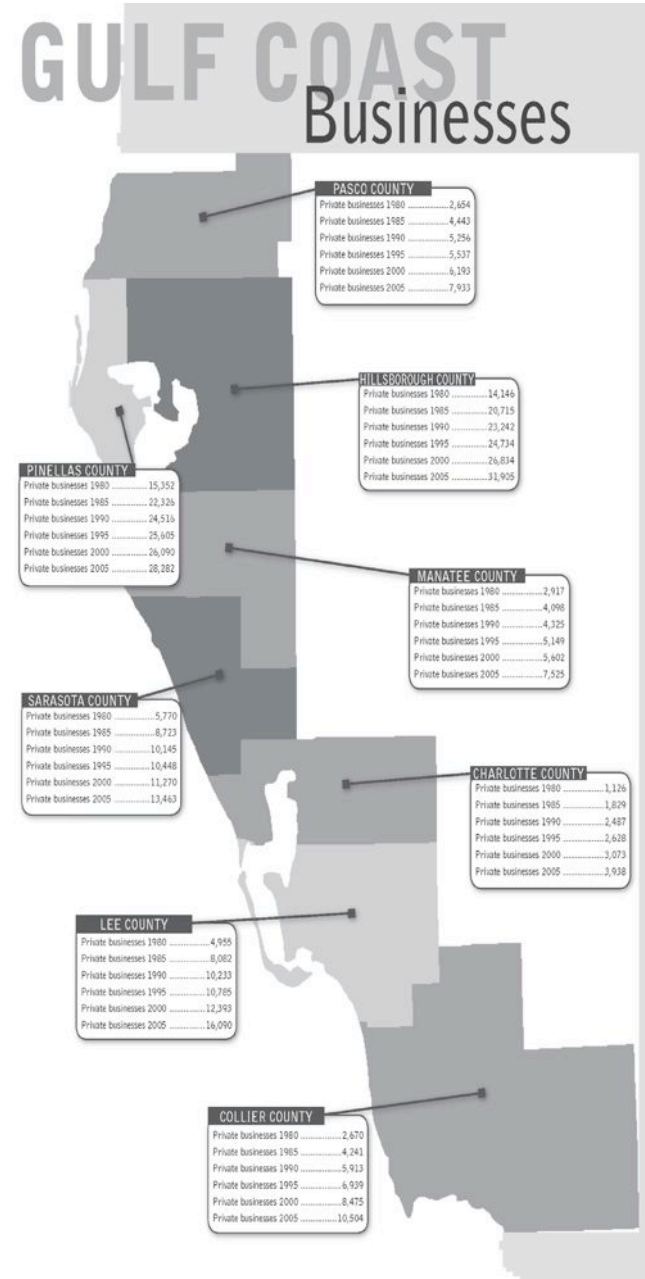 GULF COAST
Businesses
PASCO COUNTY
Private businesses 1980 ..................2,654
Private businesses 1985 ..................4,443
Private businesses 1990 ..................5,256
Private businesses 1995 ..................5,537
Private businesses 2000 ..................6,193
Private businesses 2005 ..................7,933
HILLSBOROUGH COUNTY
Private businesses 1980 ................14,146
Private businesses 1985 ................20,715
Private businesses 1990 ................23,242
Private businesses 1995 ................24,734
Private businesses 2000 ................26,834
Private businesses 2005 ................31,905
PINELLAS COUNTY
Private businesses 1980 ................15,352
Private businesses 1985 ................22,326
Private businesses 1990 ................24,516
Private businesses 1995 ................25,605
Private businesses 2000 ................26,090
Private businesses 2005 ................28,282
MANATEE COUNTY
Private businesses 1980 ..................2,917
Private businesses 1985 ..................4,098
Private businesses 1990 ..................4,325
Private businesses 1995 ..................5,149
Private businesses 2000 ..................5,602
Private businesses 2005 ..................7,525
SARASOTA COUNTY
Private businesses 1980 ..................5,770
Private businesses 1985 ..................8,723
Private businesses 1990 ................10,145
Private businesses 1995 ................10,448
Private businesses 2000 ................11,270
Private businesses 2005 ................13,463
CHARLOTTE COUNTY
Private businesses 1980 ..................1,126
Private businesses 1985 ..................1,829
Private businesses 1990 ..................2,487
Private businesses 1995 ..................2,628
Private businesses 2000 ..................3,073
Private businesses 2005 ..................3,938
LEE COUNTY
Private businesses 1980 ..................4,955
Private businesses 1985 ..................8,082
Private businesses 1990 ................10,233
Private businesses 1995 ................10,785
Private businesses 2000 ................12,393
Private businesses 2005 ................16,090
COLLIER COUNTY
Private businesses 1980 ..................2,670
Private businesses 1985 ..................4,241
Private businesses 1990 ..................5,913
Private businesses 1995 ..................6,939
Private businesses 2000 ..................8,475
Private businesses 2005 ................10,504